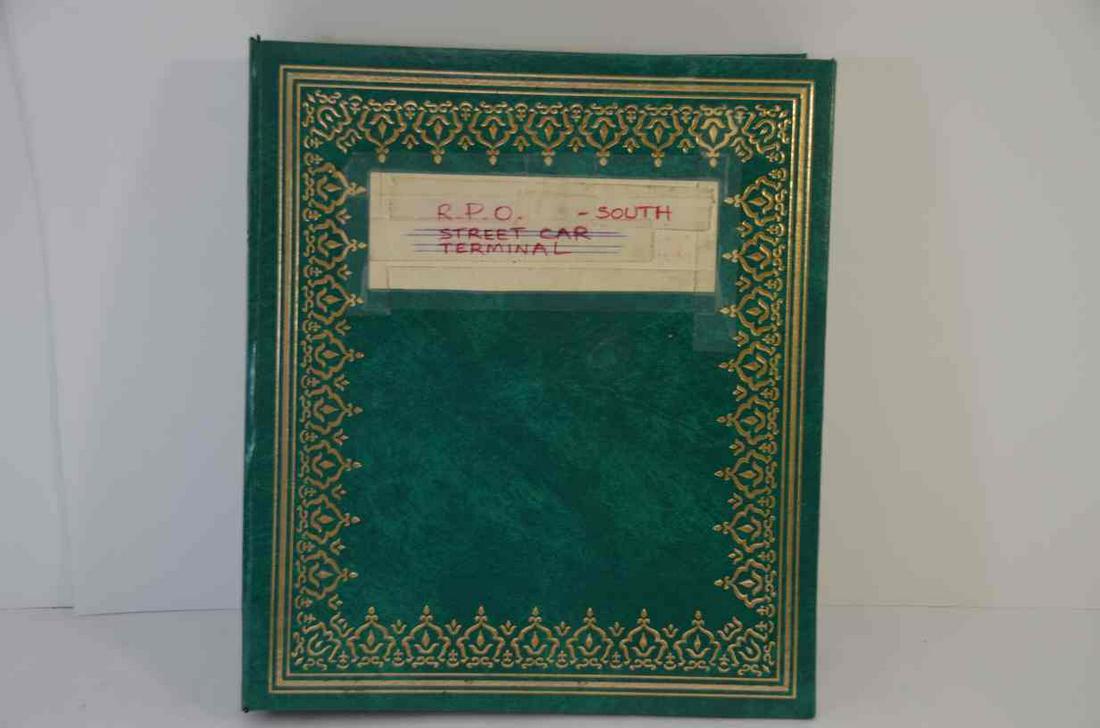 R.P.O. - SOUTH
STREET CAR
TERMINAL